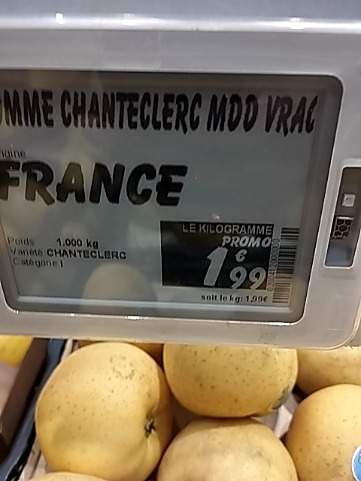 OMME CHANTECLERC MDD VRAC
rigine
FRANCE
LE KILOGRAMME
PROMO
1€99
Poids 1.000 kg
Variété CHANTECLERC
Catégorie I
soit le kg: 1,99€